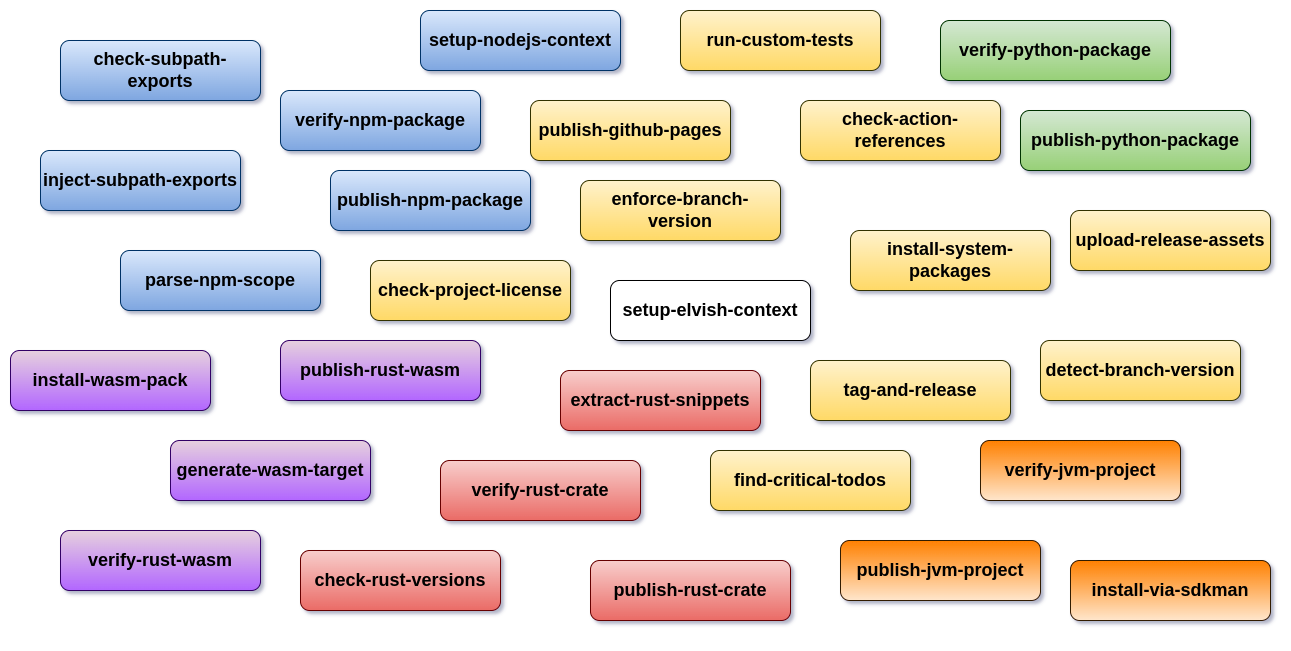 setup-nodejs-context
run-custom-tests
verify-python-package
check-subpath-
exports
verify-npm-package
publish-github-pages
check-action-
references
publish-python-package
inject-subpath-exports
publish-npm-package
enforce-branch-
version
upload-release-assets
install-system-
packages
parse-npm-scope
check-project-license
setup-elvish-context
install-wasm-pack
publish-rust-wasm
extract-rust-snippets
tag-and-release
detect-branch-version
generate-wasm-target
verify-rust-crate
find-critical-todos
verify-jvm-project
verify-rust-wasm
check-rust-versions
publish-rust-crate
publish-jvm-project
install-via-sdkman